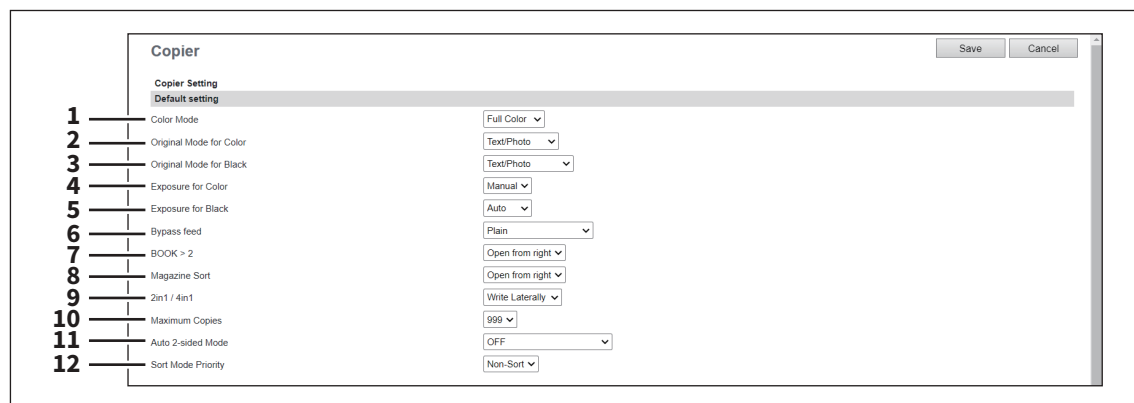 Copier Save Cancel
Copier Setting
Default setting
1 Color Mode Full Color
2 Original Mode for Color Text/Photo
3 Original Mode for Black Text/Photo
4 Exposure for Color Manual
5 Exposure for Black Auto
6 Bypass feed Plain
7 BOOK > 2 Open from right
8 Magazine Sort Open from right
9 2in1 / 4in1 Write Laterally
10 Maximum Copies 999
11 Auto 2-sided Mode OFF
12 Sort Mode Priority Non-Sort